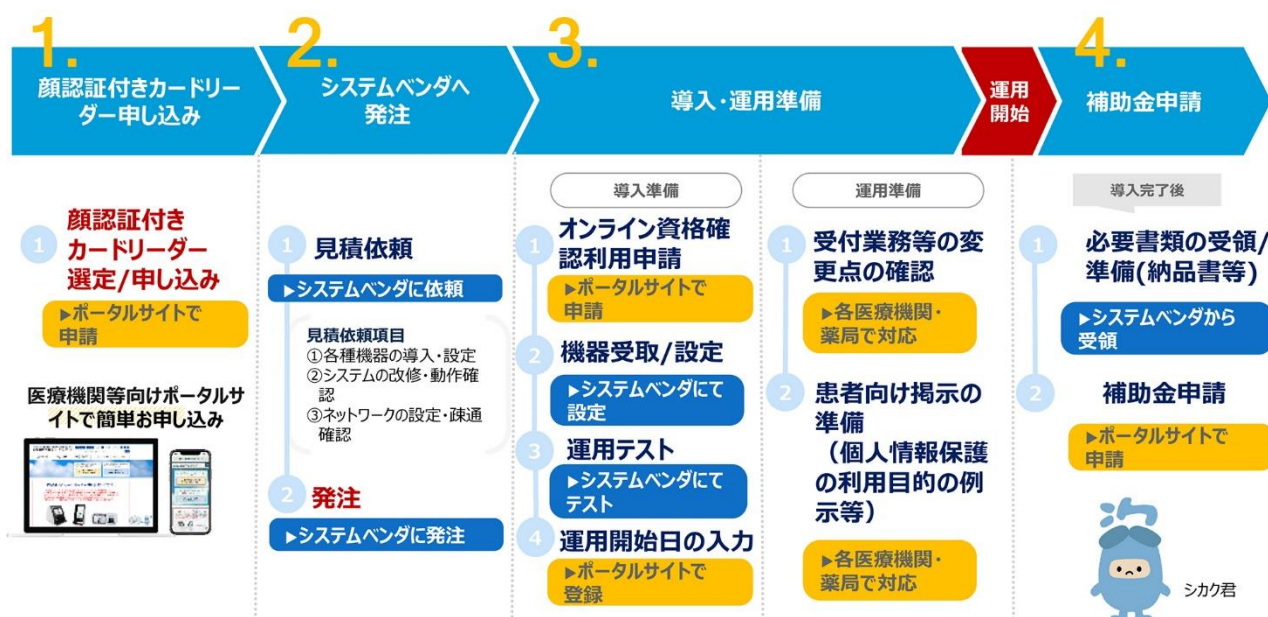 1.
顔認証付きカードリー
ダー申し込み
2.
システムベンダへ
発注
3.
導入・運用準備
運用
開始
4.
補助金申請
1
顔認証付き
カードリーダー
選定/申し込み
▶ポータルサイトで
申請
医療機関等向けポータルサ
イトで簡単お申し込み
1
見積依頼
▶システムベンダに依頼
見積依頼項目
①各種機器の導入・設定
②システムの改修・動作確
認
③ネットワークの設定・疎通
確認
2
発注
▶システムベンダに発注
導入準備
1
オンライン資格確
認利用申請
▶ポータルサイトで
申請
2
機器受取/設定
▶システムベンダにて
設定
3
運用テスト
▶システムベンダにて
テスト
4
運用開始日の入力
▶ポータルサイトで
登録
運用準備
1
受付業務等の変
更点の確認
▶各医療機関・
薬局で対応
2
患者向け掲示の
準備
（個人情報保護
の利用目的の例
示等）
▶各医療機関・
薬局で対応
導入完了後
1
必要書類の受領/
準備(納品書等)
▶システムベンダから
受領
2
補助金申請
▶ポータルサイトで
申請
シカク君